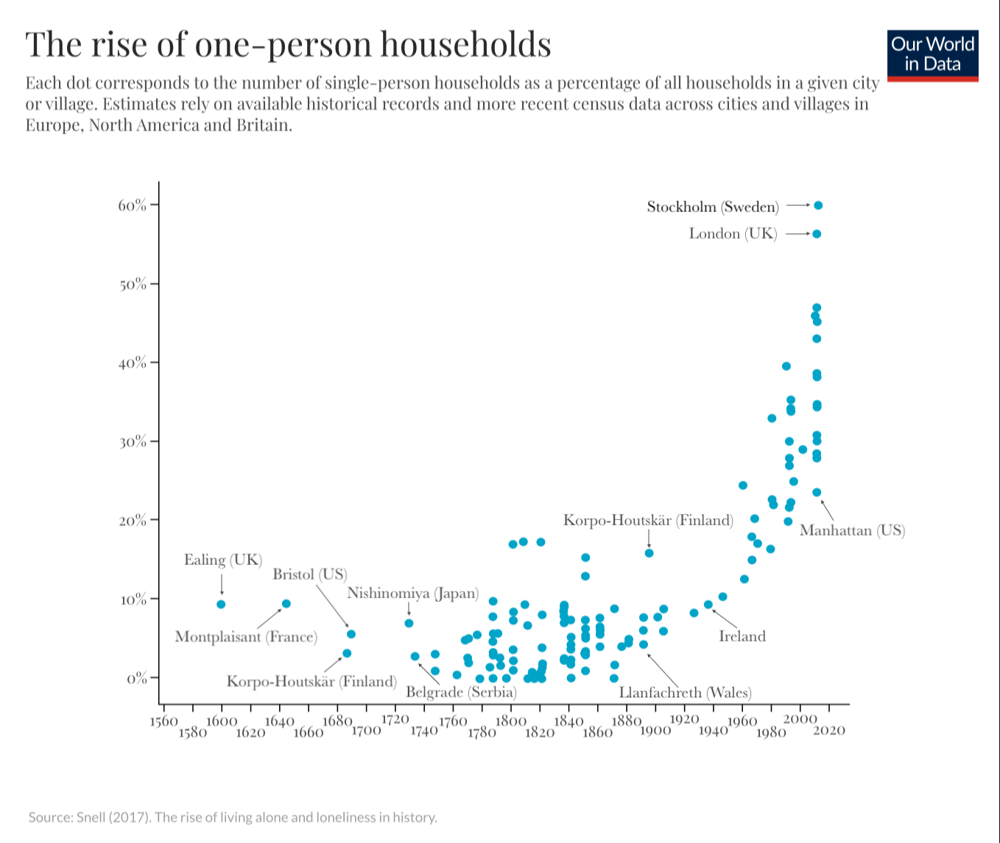 The rise of one-person households
Our World
in Data
Each dot corresponds to the number of single-person households as a percentage of all households in a given city
or village. Estimates rely on available historical records and more recent census data across cities and villages in
Europe, North America and Britain.
60%
Stockholm (Sweden)
London (UK)
50%
40%
30%
20%
Korpo-Houtskär (Finland)
Manhattan (US)
Ealing (UK)
Bristol (US)
Nishinomiya (Japan)
10%
Montplaisant (France)
Ireland
0%
Korpo-Houtskär (Finland)
Belgrade (Serbia)
Llanfachreth (Wales)
1560 1600 1640 1680 1720 1760 1800 1840 1880 1920 1960 2000
1580 1620 1660 1700 1740 1780 1820 1860 1900 1940 1980 2020
Source: Snell (2017). The rise of living alone and loneliness in history.